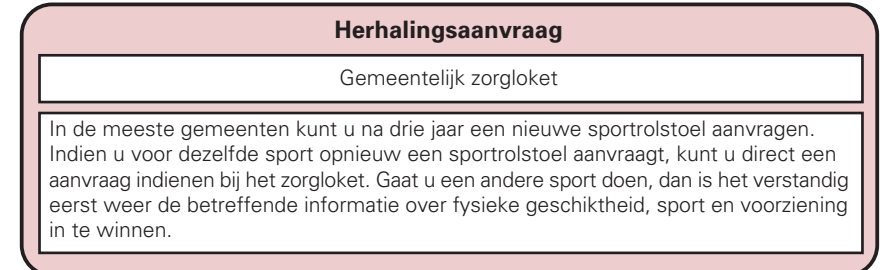 Herhalingsaanvraag
Gemeentelijk zorgloket
In de meeste gemeenten kunt u na drie jaar een nieuwe sportrolstoel aanvragen.
Indien u voor dezelfde sport opnieuw een sportrolstoel aanvraagt, kunt u direct een
aanvraag indienen bij het zorgloket. Gaat u een andere sport doen, dan is het verstandig
eerst weer de betreffende informatie over fysieke geschiktheid, sport en voorziening
in te winnen.